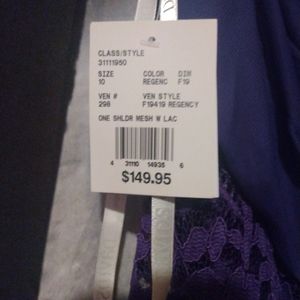 CLASS/STYLE
31111950
SIZE COLOR DIM
10 REGENC F19
VEN # VEN STYLE
298 F19419 REGENCY
ONE SHLDR MESH W LAC
4 31110 14935 6
$149.95